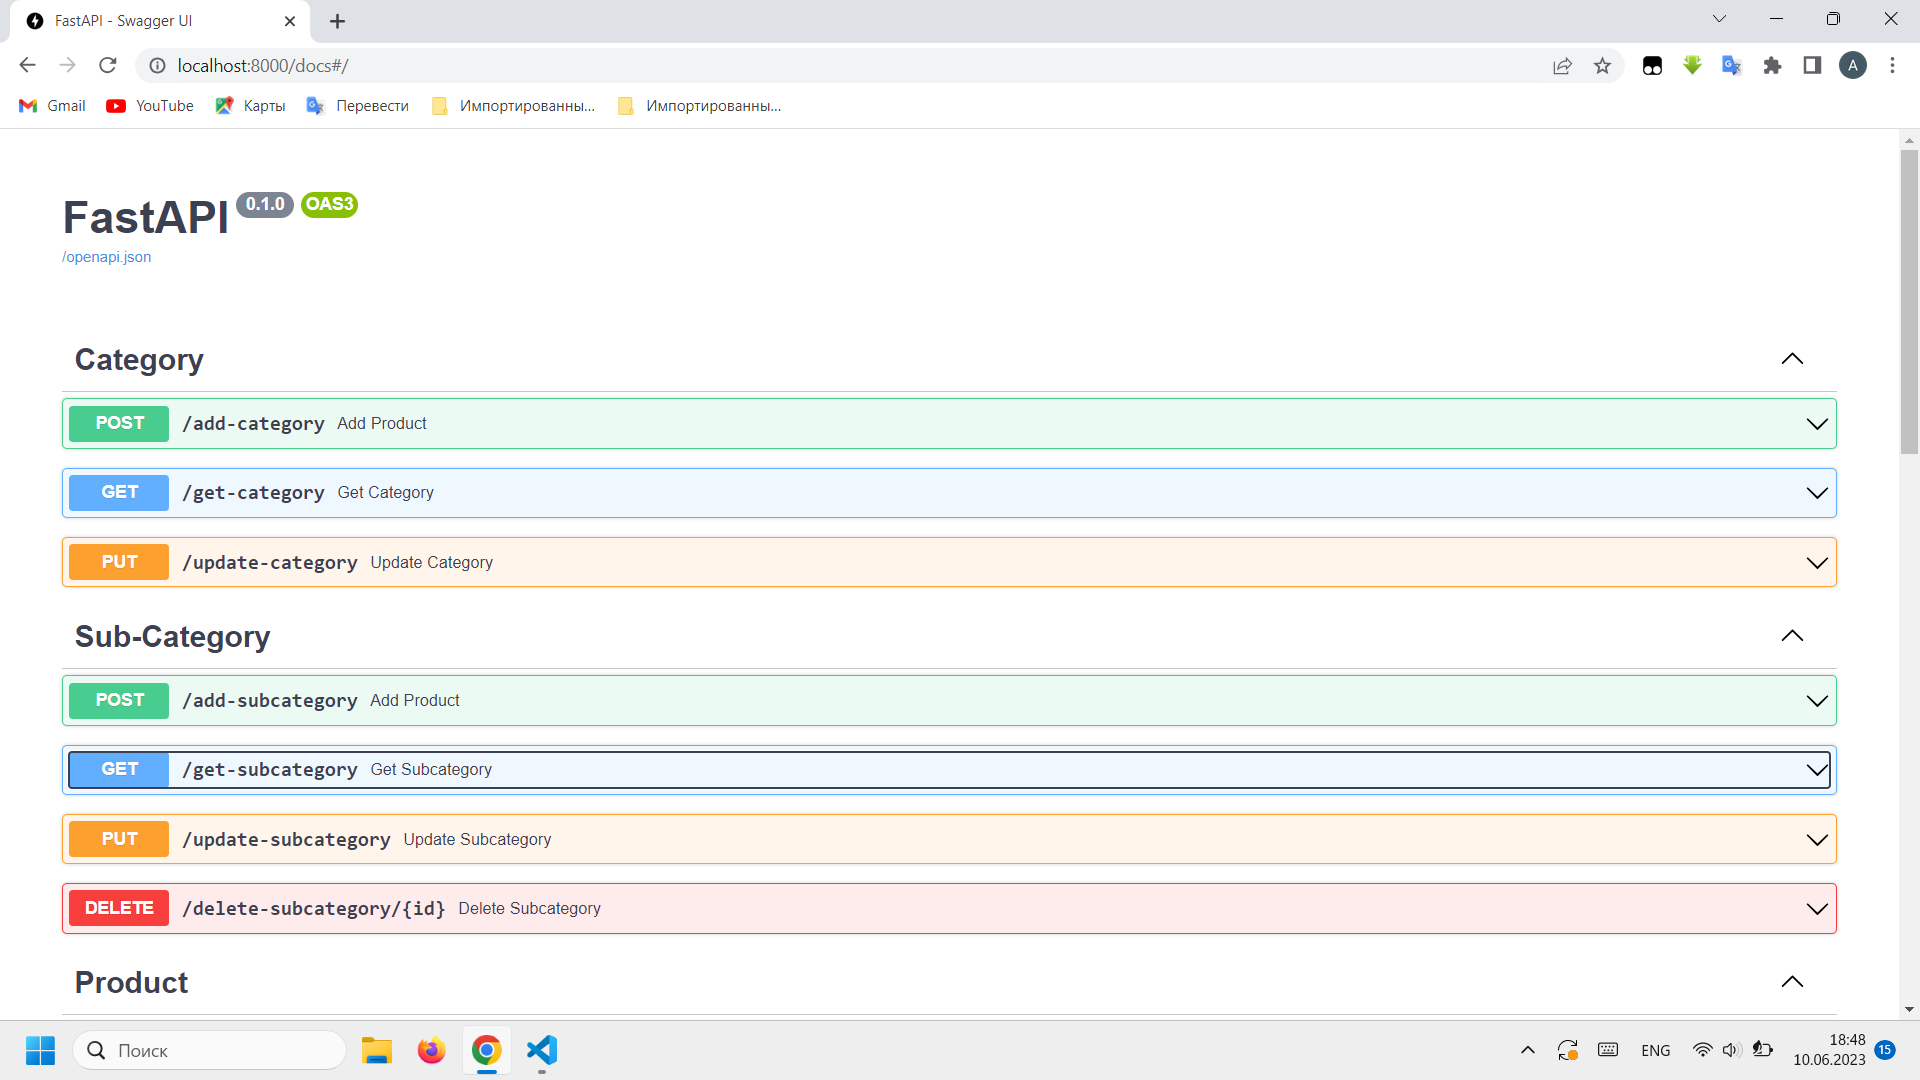 FastAPI - Swagger UI
localhost:8000/docs#/
A
Gmail YouTube Карты Перевести Импортированны... Импортированны...
FastAPI 0.1.0 OAS3
/openapi.json
Category
POST /add-category Add Product
GET /get-category Get Category
PUT /update-category Update Category
Sub-Category
POST /add-subcategory Add Product
GET /get-subcategory Get Subcategory
PUT /update-subcategory Update Subcategory
DELETE /delete-subcategory/{id} Delete Subcategory
Product
Поиск
ENG
18:48
10.06.2023
15